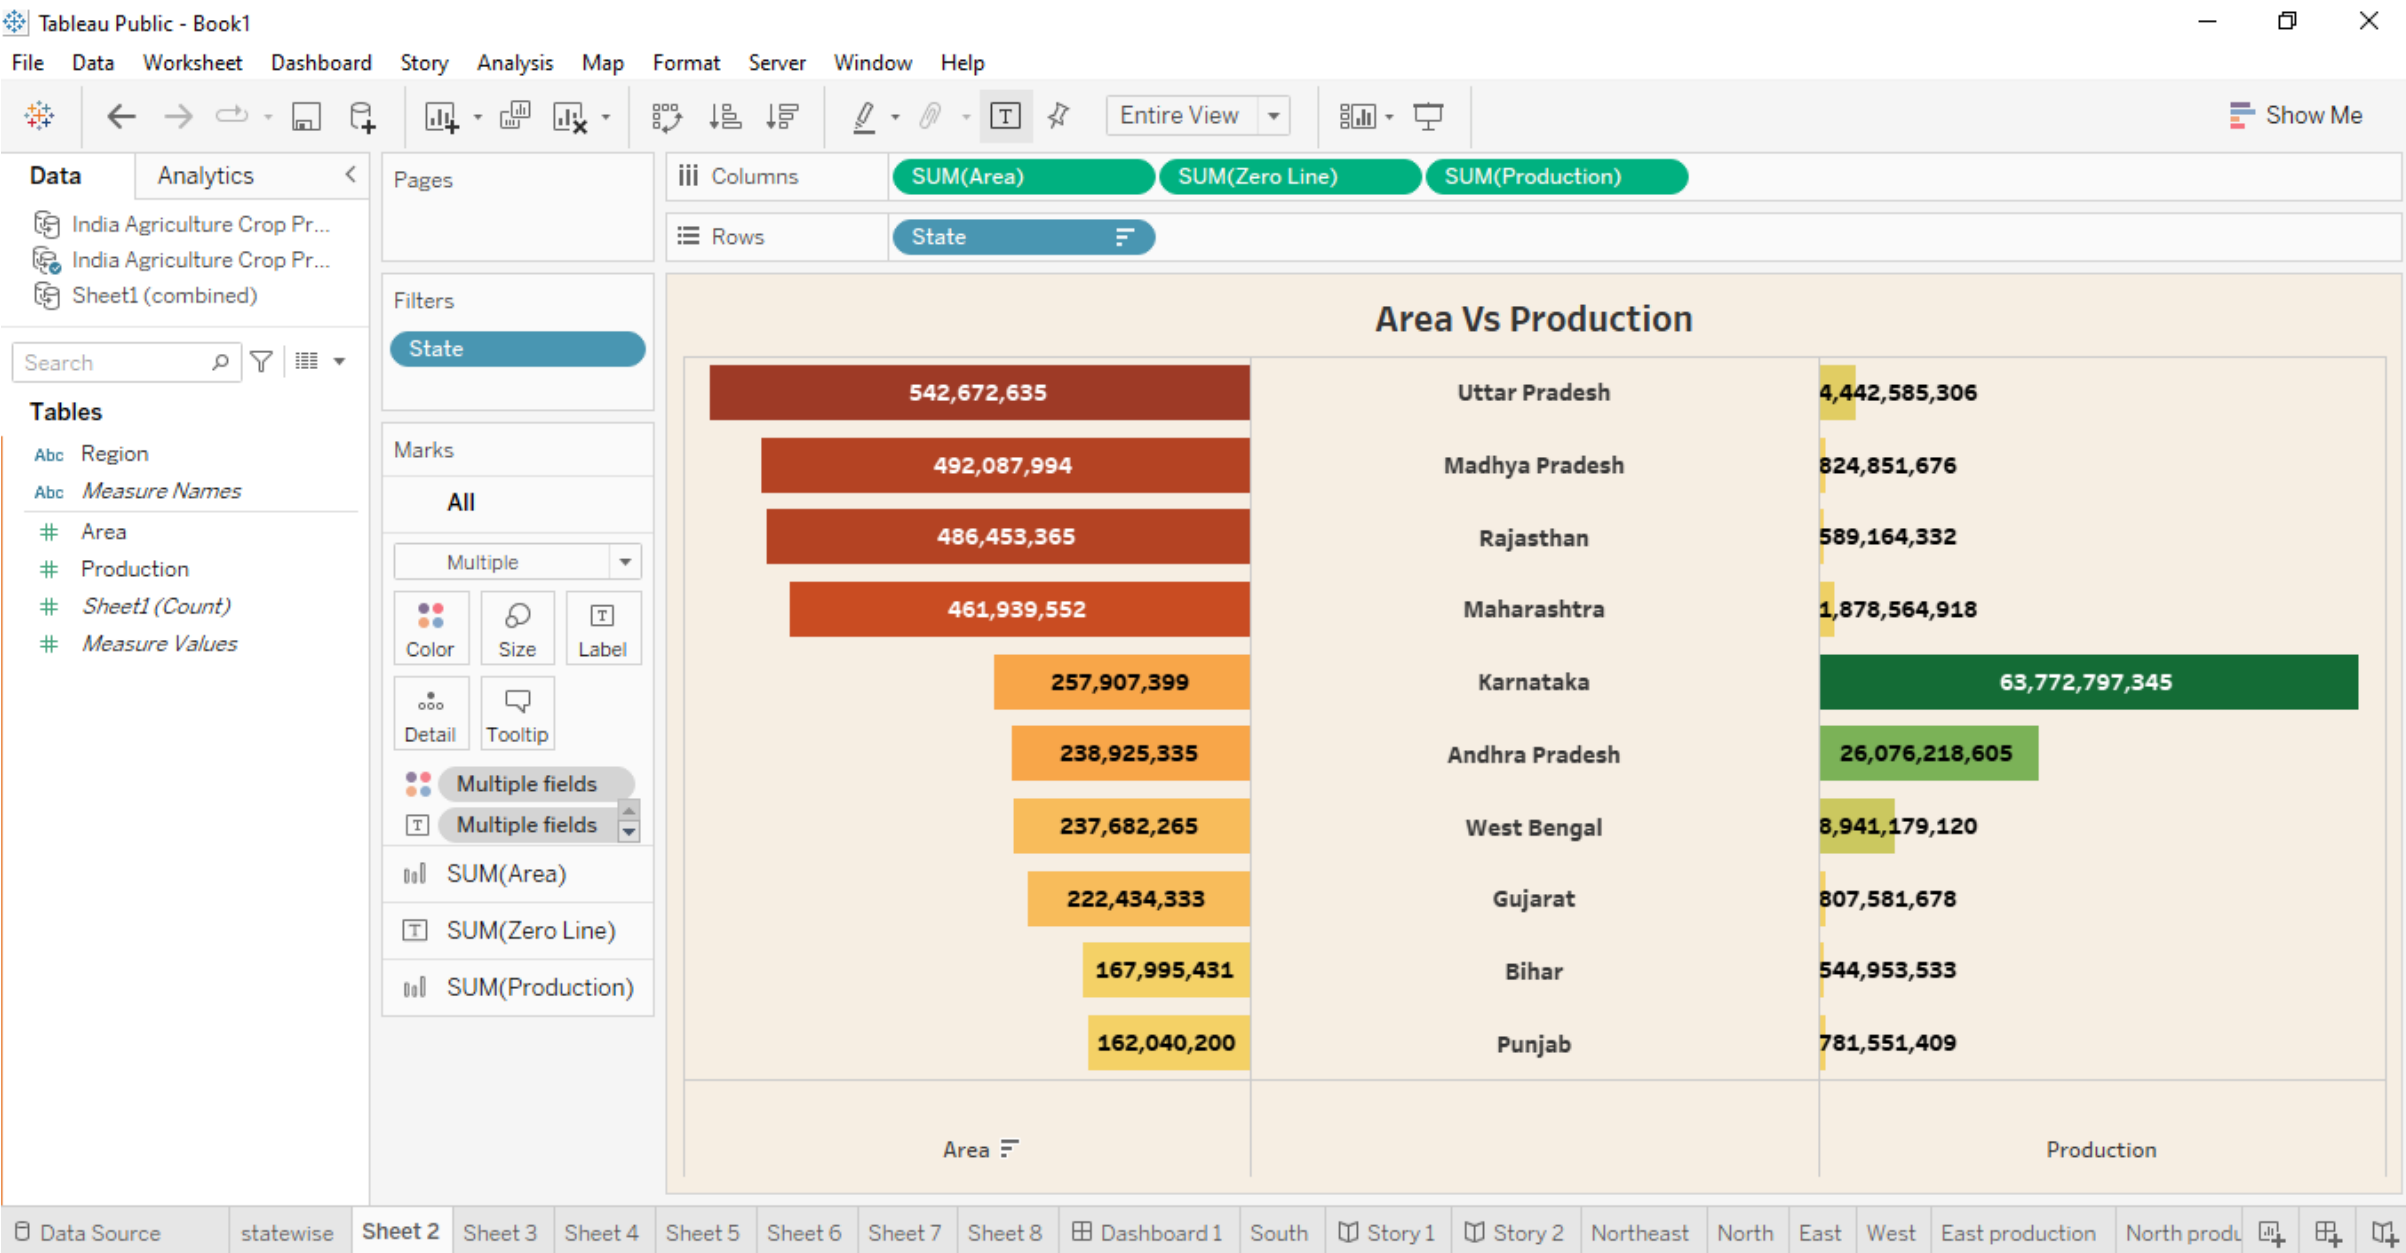 Tableau Public - Book1
File Data Worksheet Dashboard Story Analysis Map Format Server Window Help
Entire View
Show Me
Data Analytics
India Agriculture Crop Pr...
India Agriculture Crop Pr...
Sheet1 (combined)
Search
Tables
Abc Region
Abc Measure Names
# Area
# Production
# Sheet1 (Count)
# Measure Values
Pages
Filters
State
Marks
All
Multiple
Color Size Label
Detail Tooltip
Multiple fields
T Multiple fields
SUM(Area)
T SUM(Zero Line)
SUM(Production)
iii Columns SUM(Area) SUM(Zero Line) SUM(Production)
Rows State
Area Vs Production
542,672,635 Uttar Pradesh 4,442,585,306
492,087,994 Madhya Pradesh 824,851,676
486,453,365 Rajasthan 589,164,332
461,939,552 Maharashtra 1,878,564,918
257,907,399 Karnataka 63,772,797,345
238,925,335 Andhra Pradesh 26,076,218,605
237,682,265 West Bengal 8,941,179,120
222,434,333 Gujarat 807,581,678
167,995,431 Bihar 544,953,533
162,040,200 Punjab 781,551,409
Area Production
Data Source statewise Sheet 2 Sheet 3 Sheet 4 Sheet 5 Sheet 6 Sheet 7 Sheet 8 Dashboard 1 South Story 1 Story 2 Northeast North East West East production North produ